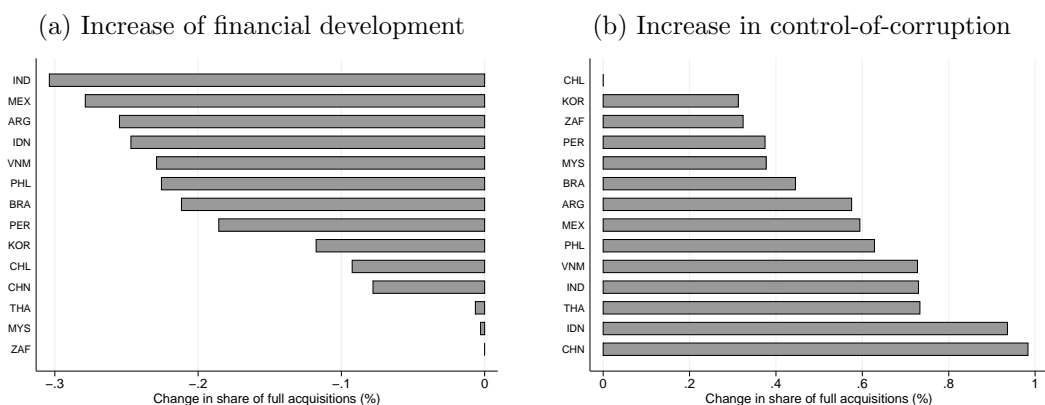 (a) Increase of financial development
IND
MEX
ARG
IDN
VNM
PHL
BRA
PER
KOR
CHL
CHN
THA
MYS
ZAF
−.3 −.2 −.1 0
Change in share of full acquisitions (%)
(b) Increase in control-of-corruption
CHL
KOR
ZAF
PER
MYS
BRA
ARG
MEX
PHL
VNM
IND
THA
IDN
CHN
0 .2 .4 .6 .8 1
Change in share of full acquisitions (%)